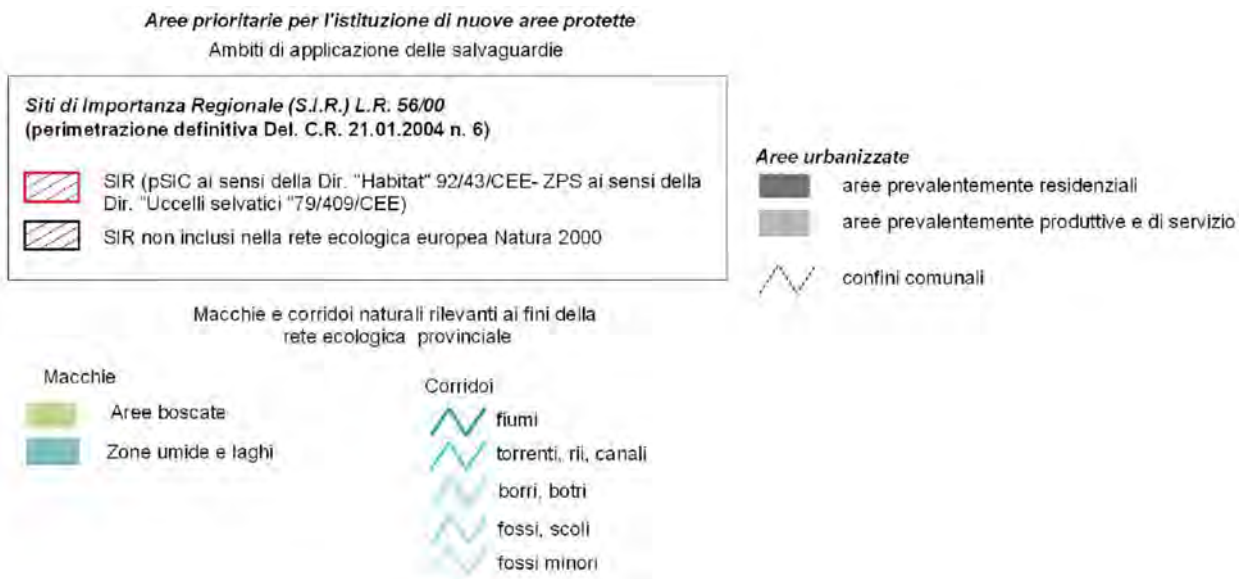 Aree prioritarie per l'istituzione di nuove aree protette
Ambiti di applicazione delle salvaguardie
Siti di Importanza Regionale (S.I.R.) L.R. 56/00
(perimetrazione definitiva Del. C.R. 21.01.2004 n. 6)
SIR (pSIC ai sensi della Dir. "Habitat" 92/43/CEE- ZPS ai sensi della
Dir. "Uccelli selvatici "79/409/CEE)
SIR non inclusi nella rete ecologica europea Natura 2000
Macchie e corridoi naturali rilevanti ai fini della
rete ecologica provinciale
Macchie
Aree boscate
Zone umide e laghi
Corridoi
fiumi
torrenti, rii, canali
borri, botri
fossi, scoli
fossi minori
Aree urbanizzate
aree prevalentemente residenziali
aree prevalentemente produttive e di servizio
confini comunali